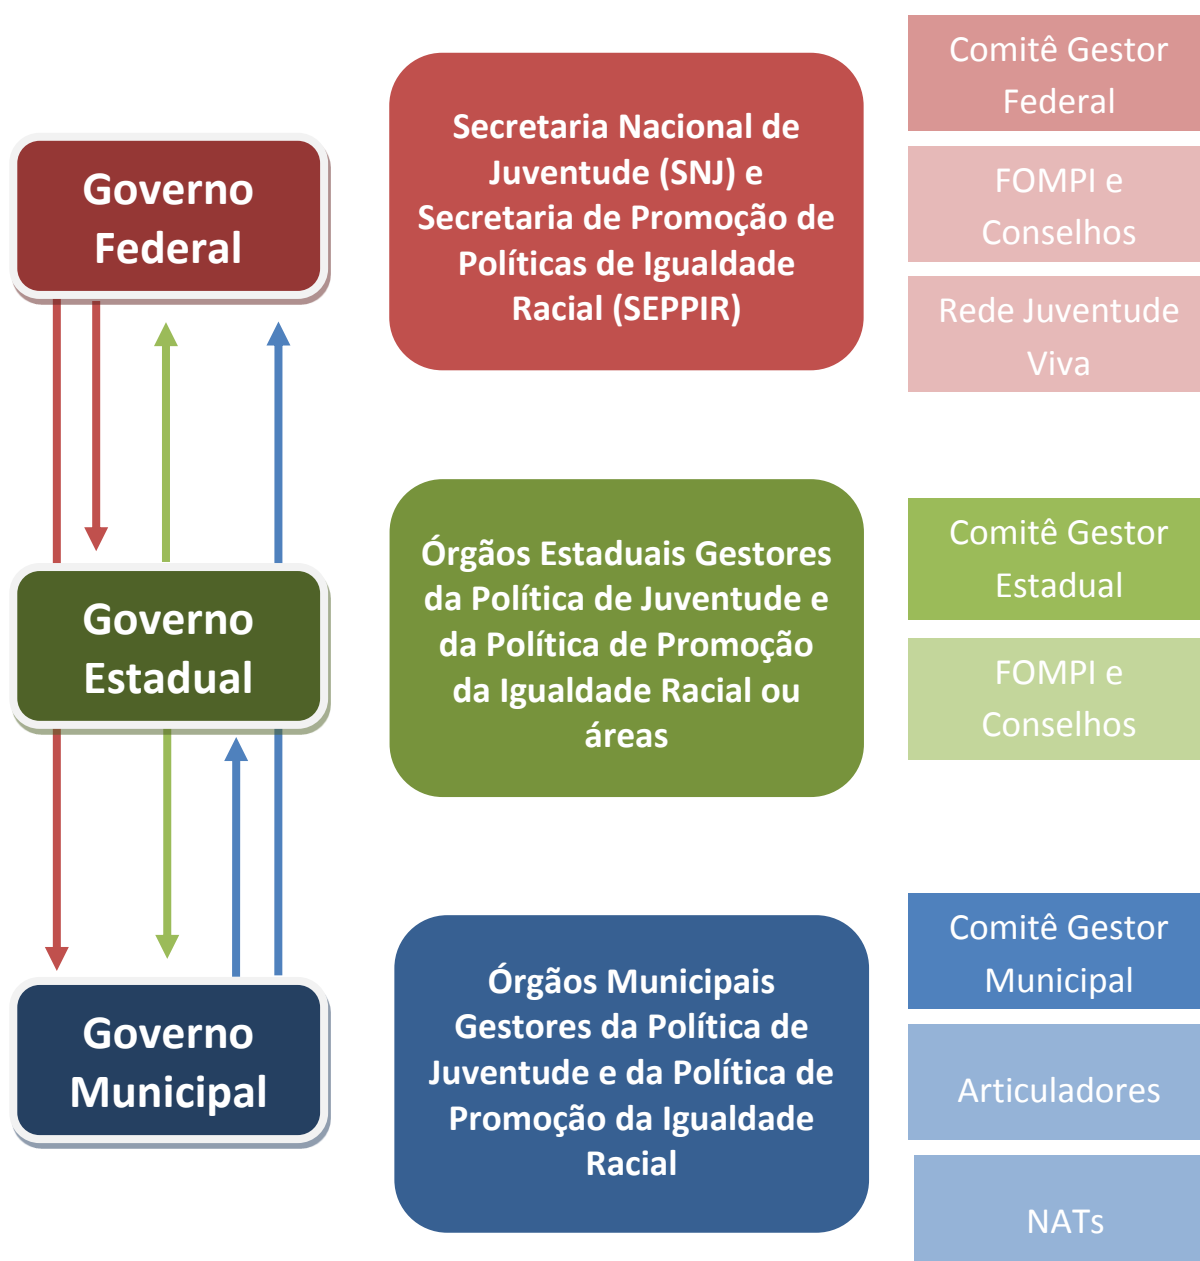 Governo
Federal
Secretaria Nacional de
Juventude (SNJ) e
Secretaria de Promoção de
Políticas de Igualdade
Racial (SEPPIR)
Comitê Gestor
Federal
FOMPI e
Conselhos
Rede Juventude
Viva
Governo
Estadual
Órgãos Estaduais Gestores
da Política de Juventude e
da Política de Promoção
da Igualdade Racial ou
áreas
Comitê Gestor
Estadual
FOMPI e
Conselhos
Governo
Municipal
Órgãos Municipais
Gestores da Política de
Juventude e da Política de
Promoção da Igualdade
Racial
Comitê Gestor
Municipal
Articuladores
NATs